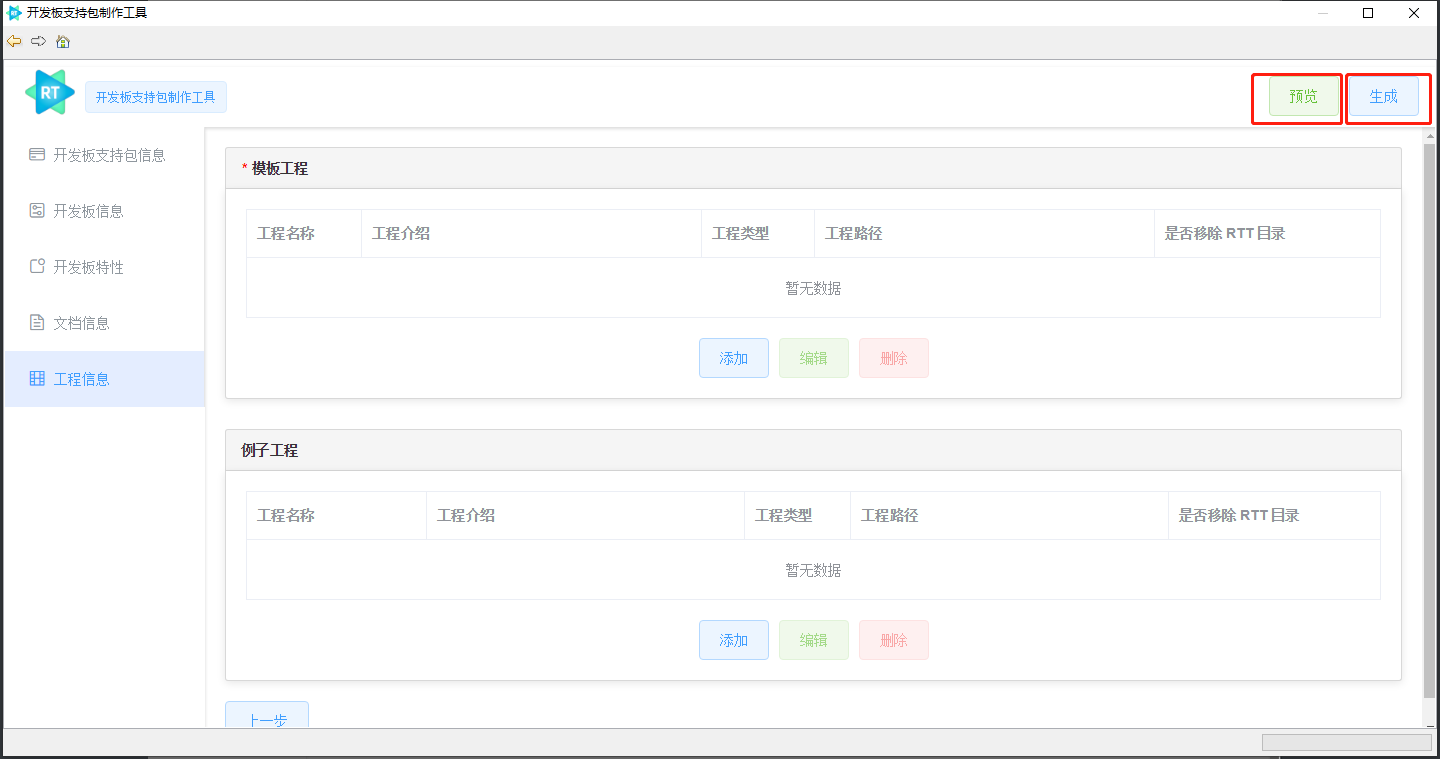 开发板支持包制作工具
RT
开发板支持包制作工具
预览
生成
开发板支持包信息
开发板信息
开发板特性
文档信息
工程信息
* 模板工程
工程名称 工程介绍 工程类型 工程路径 是否移除 RTT 目录
暂无数据
添加 编辑 删除
例子工程
工程名称 工程介绍 工程类型 工程路径 是否移除 RTT 目录
暂无数据
添加 编辑 删除
上一步